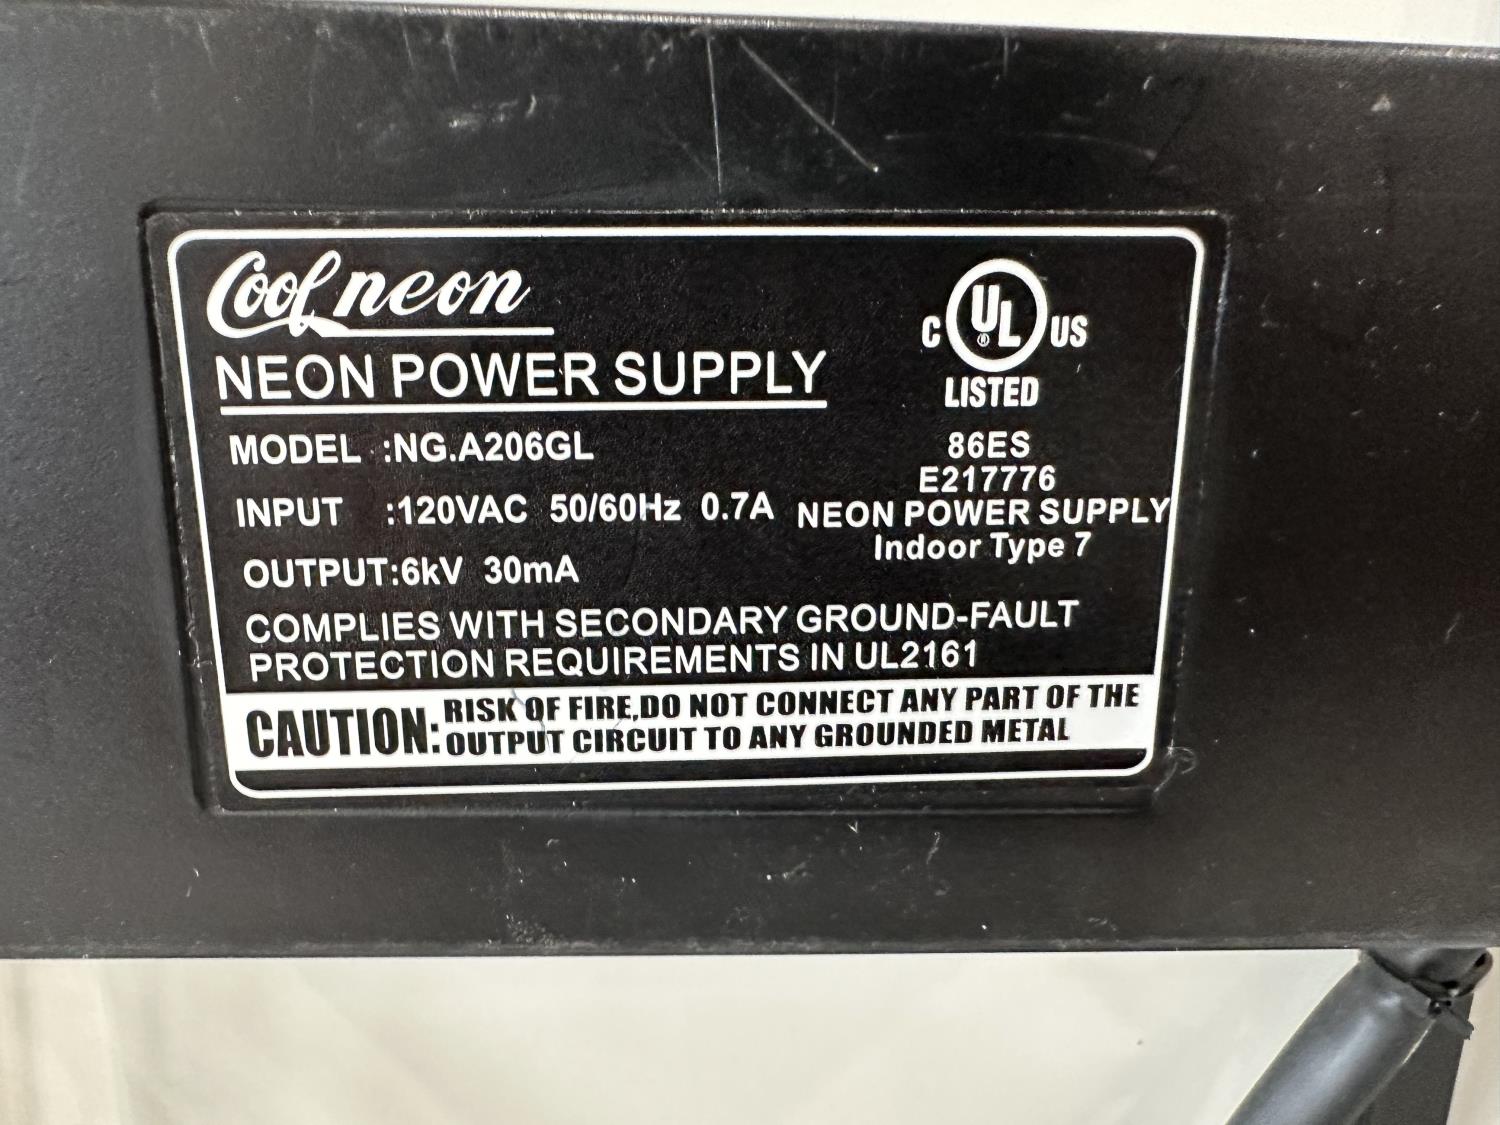 Cool neon
NEON POWER SUPPLY
MODEL :NG.A206GL
INPUT :120VAC 50/60Hz 0.7A
OUTPUT:6kV 30mA
C UL® US
LISTED
86ES
E217776
NEON POWER SUPPLY
Indoor Type 7
COMPLIES WITH SECONDARY GROUND-FAULT
PROTECTION REQUIREMENTS IN UL2161
CAUTION: RISK OF FIRE,DO NOT CONNECT ANY PART OF THE
OUTPUT CIRCUIT TO ANY GROUNDED METAL